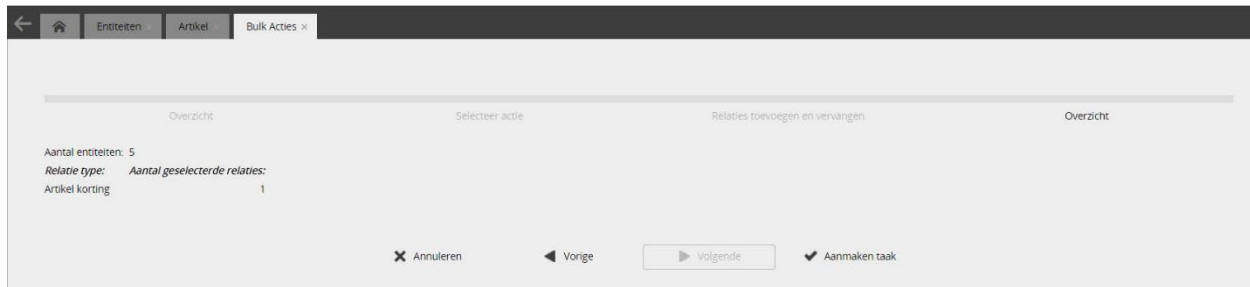 Entiteiten × Artikel × Bulk Acties ×
Overzicht Selecteer actie Relaties toevoegen en vervangen Overzicht
Aantal entiteiten: 5
Relatie type: Aantal geselecterde relaties:
Artikel korting 1
Annuleren Vorige Volgende Aanmaken taak